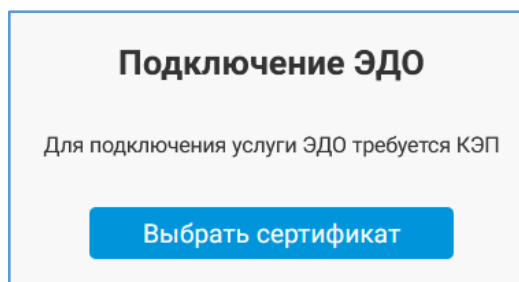 Подключение ЭДО
Для подключения услуги ЭДО требуется КЭП
Выбрать сертификат